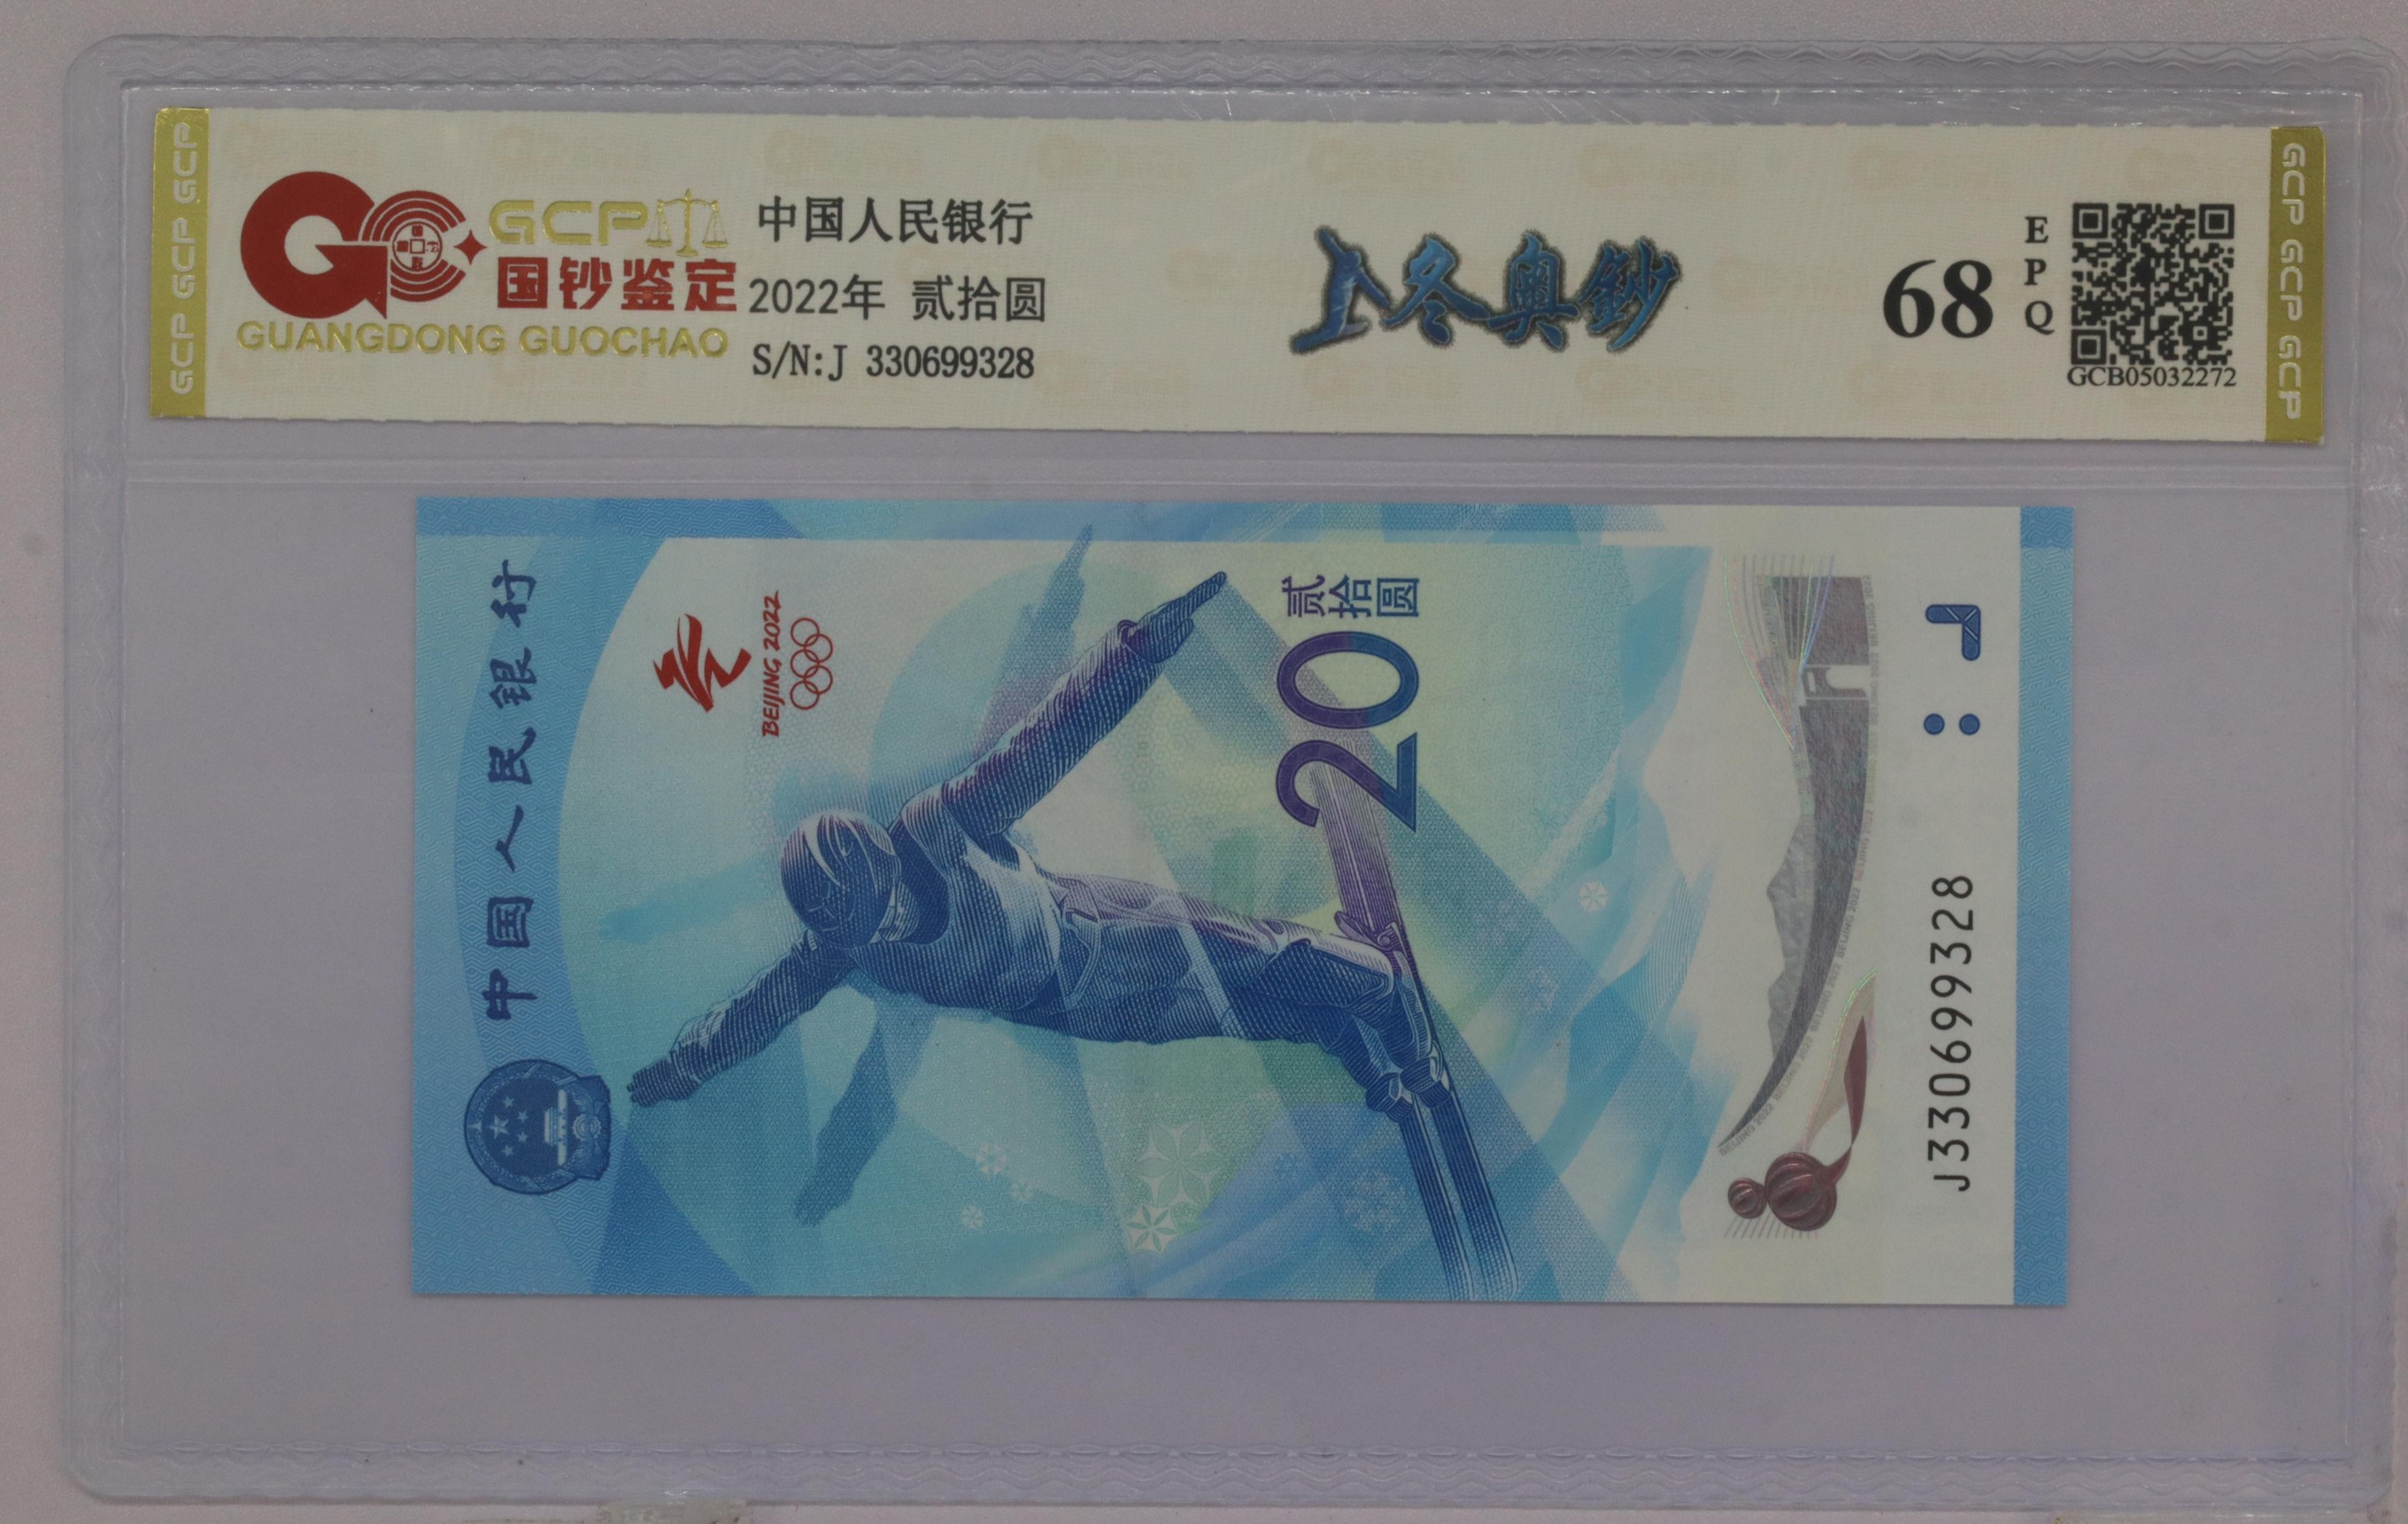 GCP GCP GCP
GCP
国钞鉴定
GUANGDONG GUOCHAO
中国人民银行
2022年 贰拾圆
S/N:J 330699328
冬奥鈔
68
EPQ
GCB05032272
GCP GCP GCP
中国人民银行
BEIJING 2022
贰拾圆
20
J330699328